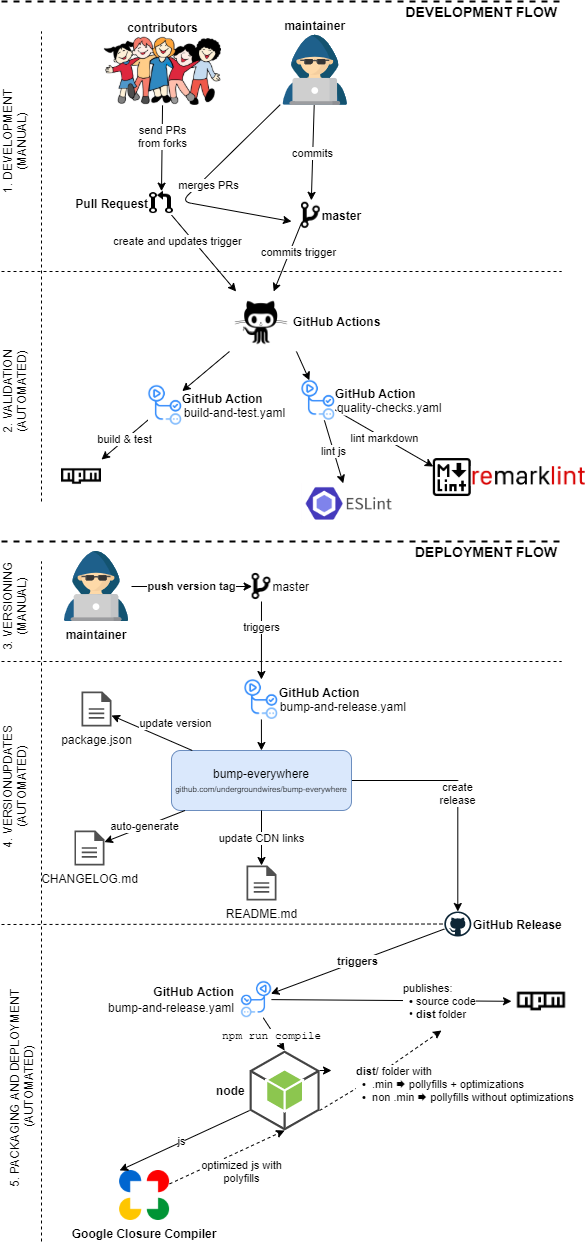 DEVELOPMENT FLOW
contributors
maintainer
1. DEVELOPMENT
(MANUAL)
send PRs
from forks
commits
merges PRs
Pull Request
master
create and updates trigger
commits trigger
2. VALIDATION
(AUTOMATED)
GitHub Actions
GitHub Action
build-and-test.yaml
GitHub Action
quality-checks.yaml
build & test
lint js
lint markdown
npm
ESLint
M
Lint
remarklint
DEPLOYMENT FLOW
3. VERSIONING
(MANUAL)
maintainer
push version tag
master
triggers
4. VERSIONUPDATES
(AUTOMATED)
GitHub Action
bump-and-release.yaml
package.json
update version
bump-everywhere
github.com/undergroundwires/bump-everywhere
create
release
auto-generate
update CDN links
CHANGELOG.md
README.md
GitHub Release
5. PACKAGING AND DEPLOYMENT
(AUTOMATED)
triggers
GitHub Action
bump-and-release.yaml
publishes:
• source code
• dist folder
npm
npm run compile
node
dist/ folder with
• .min ➡ pollyfills + optimizations
• non .min ➡ pollyfills without optimizations
js
optimized js with
polyfills
Google Closure Compiler